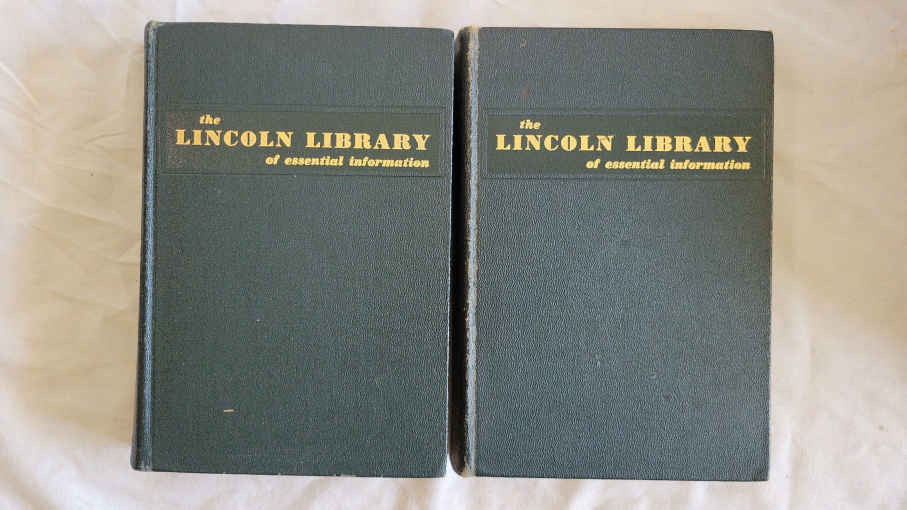 the
LINCOLN LIBRARY
of essential information
the
LINCOLN LIBRARY
of essential information